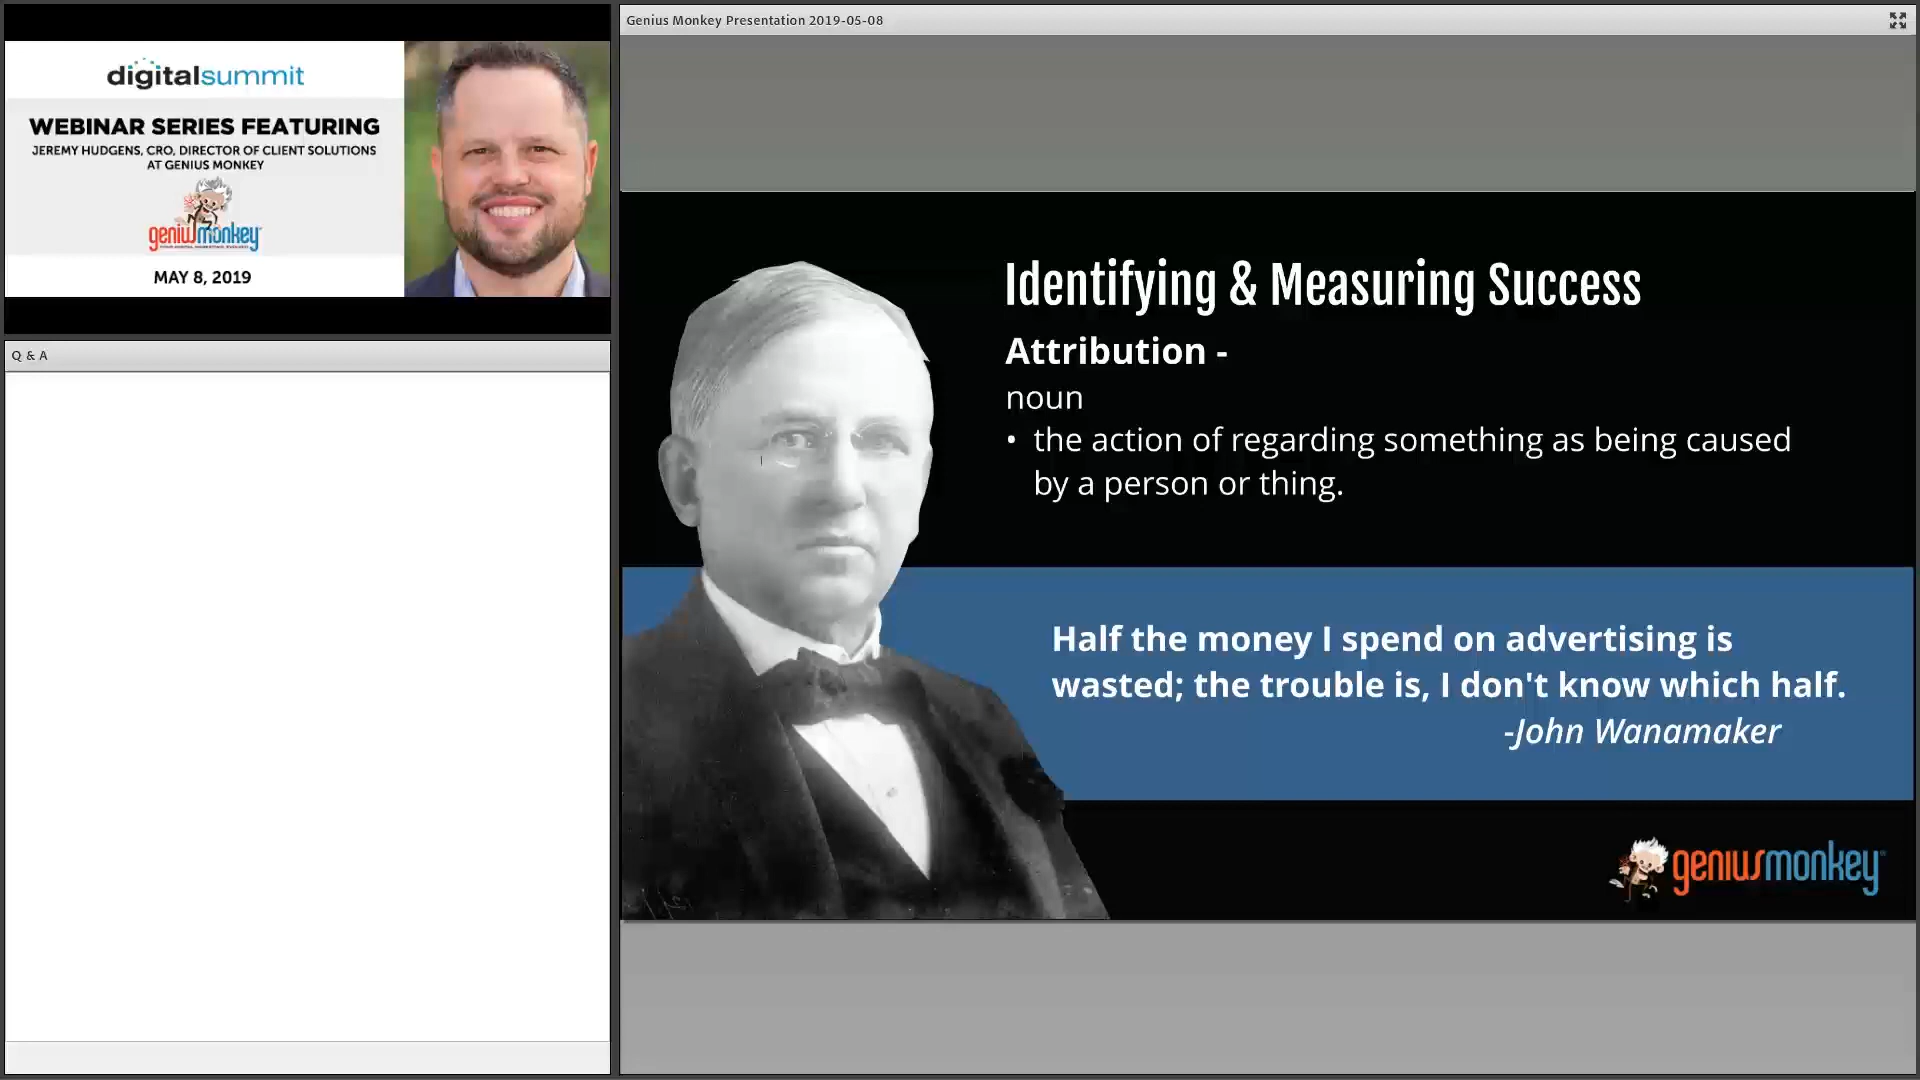 digitalsummit
WEBINAR SERIES FEATURING
JEREMY HUDGENS, CRO, DIRECTOR OF CLIENT SOLUTIONS
AT GENIUS MONKEY
geniusmonkey
MAY 8, 2019
Q & A
Genius Monkey Presentation 2019-05-08
Identifying & Measuring Success
Attribution -
noun
• the action of regarding something as being caused
by a person or thing.
Half the money I spend on advertising is
wasted; the trouble is, I don't know which half.
-John Wanamaker
geniusmonkey